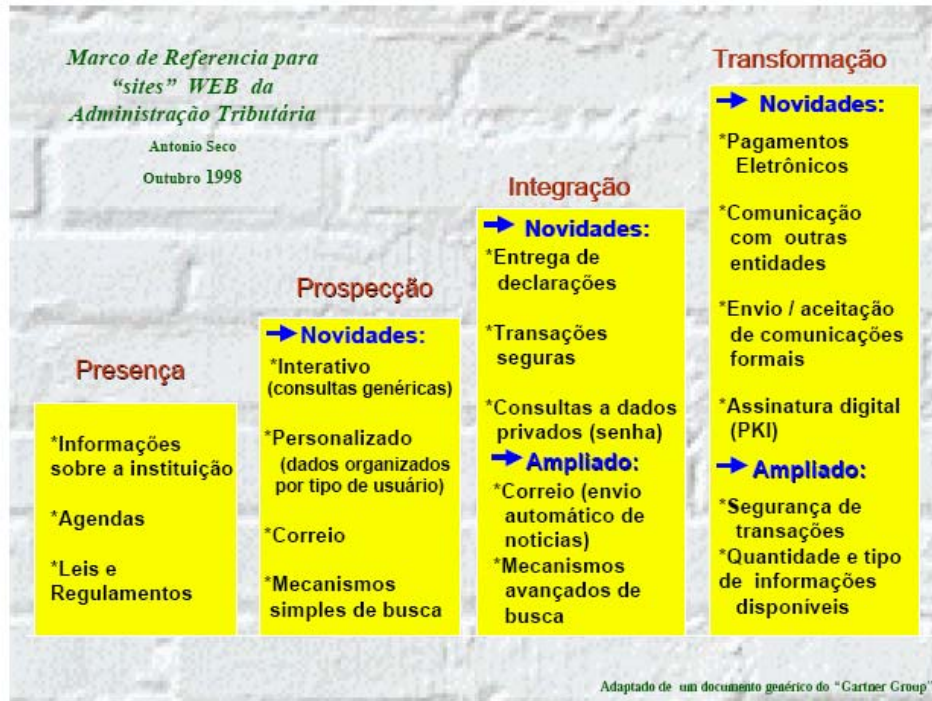 Marco de Referencia para
“sites” WEB da
Administração Tributária
Antonio Seco
Outubro 1998
Presença
*Informações
sobre a instituição
*Agendas
*Leis e
Regulamentos
Prospecção
Novidades:
*Interativo
(consultas genéricas)
*Personalizado
(dados organizados
por tipo de usuário)
*Correio
*Mecanismos
simples de busca
Integração
Novidades:
*Entrega de
declarações
*Transações
seguras
*Consultas a dados
privados (senha)
Ampliado:
*Correio (envio
automático de
noticias)
*Mecanismos
avançados de
busca
Transformação
Novidades:
*Pagamentos
Eletrônicos
*Comunicação
com outras
entidades
*Envio / aceitação
de comunicações
formais
*Assinatura digital
(PKI)
Ampliado:
*Segurança de
transações
*Quantidade e tipo
de informações
disponíveis
Adaptado de um documento genérico do “Gartner Group”